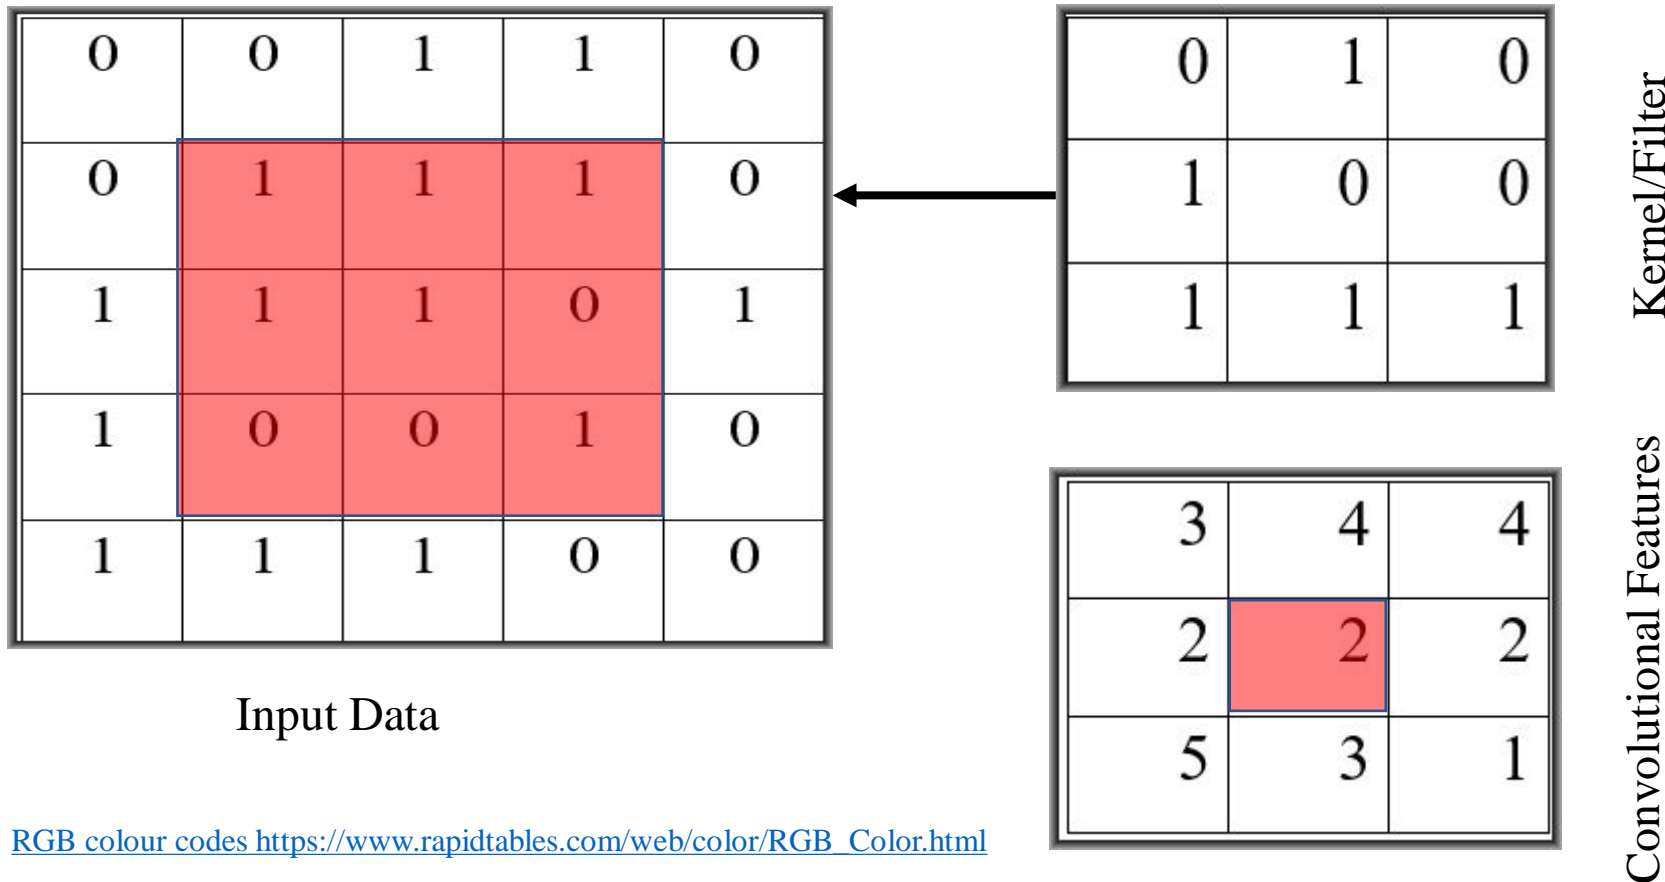 0 0 1 1 0
0 1 1 1 0
1 1 1 0 1
1 0 0 1 0
1 1 1 0 0
Input Data
0 1 0
1 0 0
1 1 1
Kernel/Filter
3 4 4
2 2 2
5 3 1
Convolutional Features
RGB colour codes https://www.rapidtables.com/web/color/RGB_Color.html